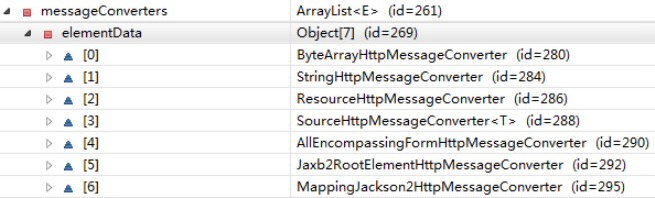 messageConverters ArrayList<E> (id=261)
elementData Object[7] (id=269)
[0] ByteArrayHttpMessageConverter (id=280)
[1] StringHttpMessageConverter (id=284)
[2] ResourceHttpMessageConverter (id=286)
[3] SourceHttpMessageConverter<T> (id=288)
[4] AllEncompassingFormHttpMessageConverter (id=290)
[5] Jaxb2RootElementHttpMessageConverter (id=292)
[6] MappingJackson2HttpMessageConverter (id=295)